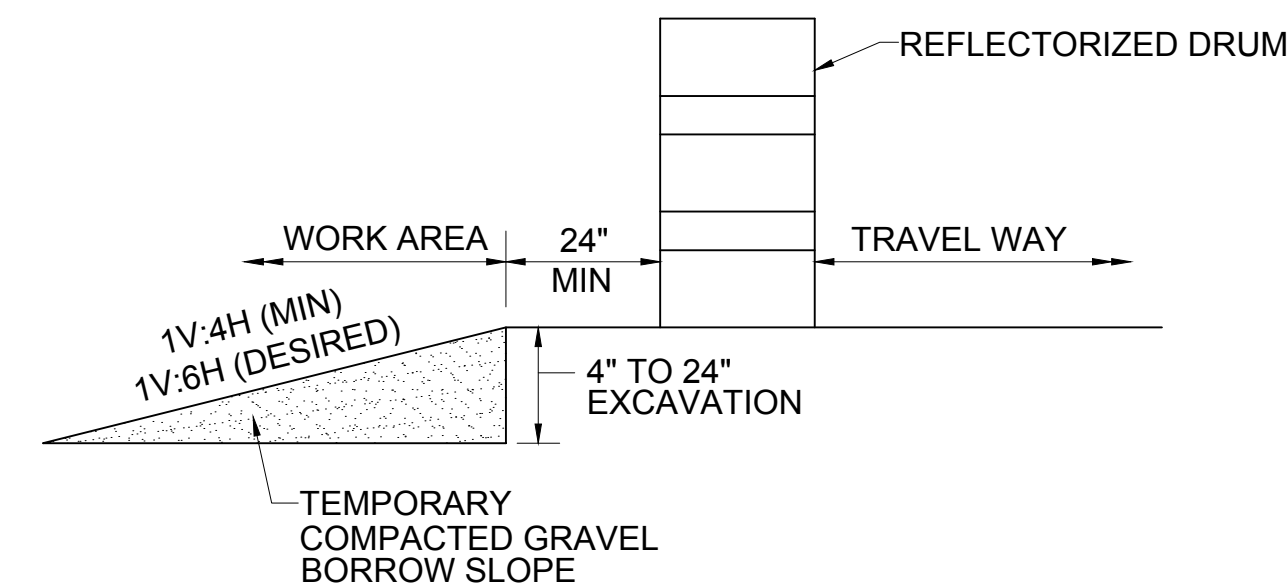 REFLECTORIZED DRUM
WORK AREA
24"
MIN
TRAVEL WAY
1V:4H (MIN)
1V:6H (DESIRED)
4" TO 24"
EXCAVATION
TEMPORARY
COMPACTED GRAVEL
BORROW SLOPE